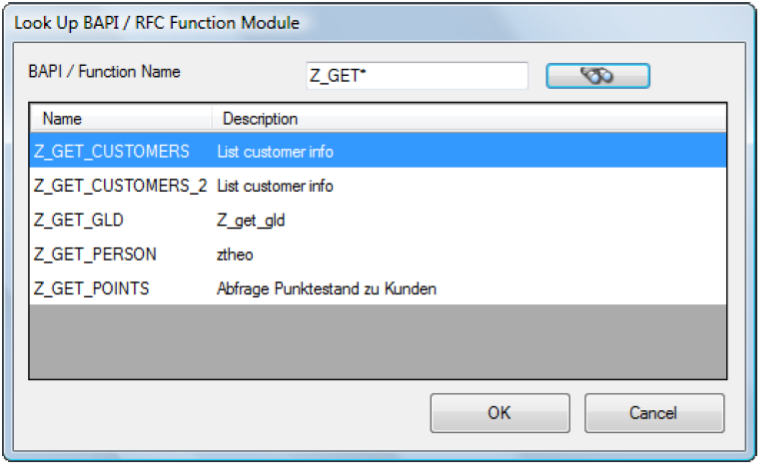 Look Up BAPI / RFC Function Module
BAPI / Function Name Z_GET*
Name Description
Z_GET_CUSTOMERS List customer info
Z_GET_CUSTOMERS_2 List customer info
Z_GET_GLD Z_get_gld
Z_GET_PERSON ztheo
Z_GET_POINTS Abfrage Punktestand zu Kunden
OK Cancel